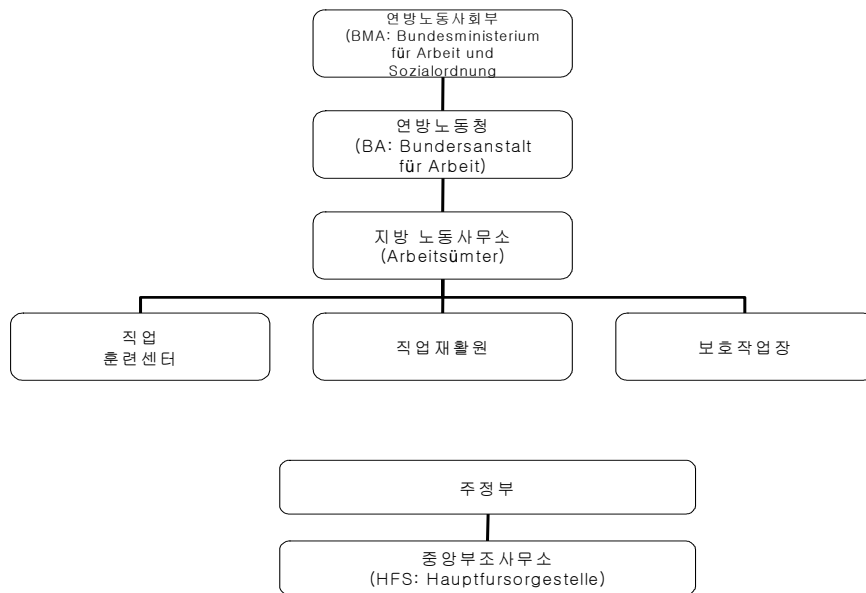 연방노동사회부
(BMA: Bundesministerium
für Arbeit und
Sozialordnung
연방노동청
(BA: Bundersanstalt
für Arbeit)
지방 노동사무소
(Arbeitsümter)
직업
훈련센터
직업재활원
보호작업장
주정부
중앙부조사무소
(HFS: Hauptfursorgestelle)